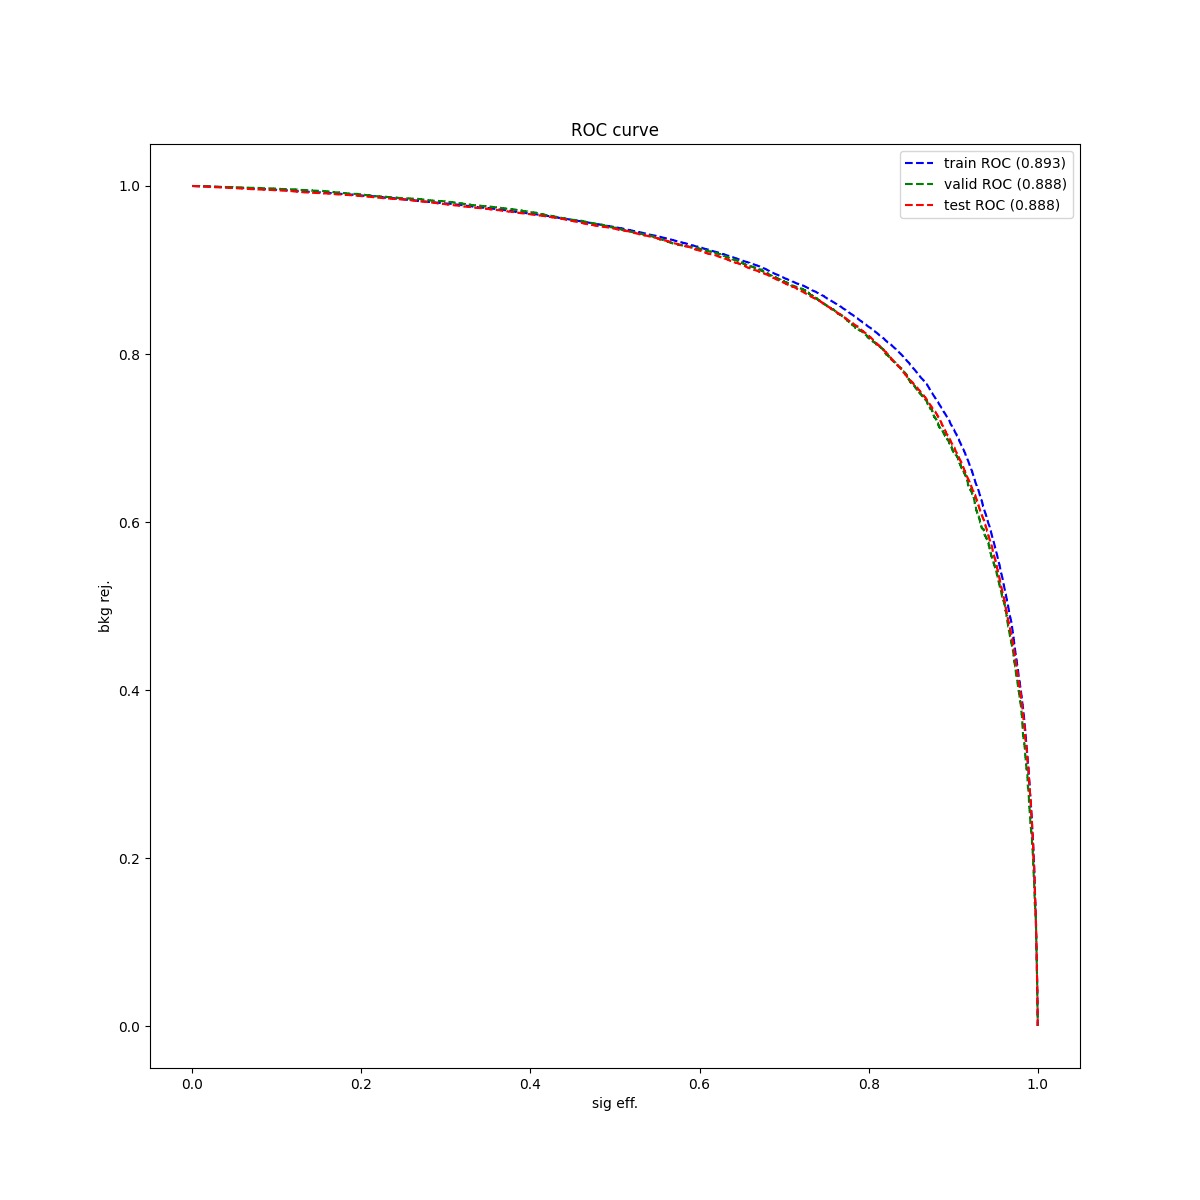 ROC curve
train ROC (0.893)
valid ROC (0.888)
test ROC (0.888)
1.0
0.8
0.6
0.4
0.2
0.0
bkg rej.
0.0 0.2 0.4 0.6 0.8 1.0
sig eff.